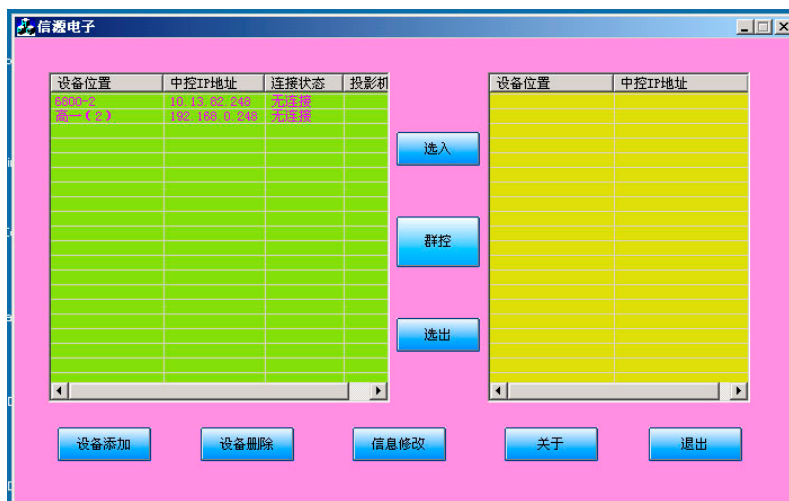 信源电子
设备位置 中控IP地址 连接状态 投影机
6800-2 10.13.82.248 无连接
高一(2) 192.168.0.248 无连接
设备位置 中控IP地址
选入
群控
选出
设备添加 设备删除 信息修改 关于 退出